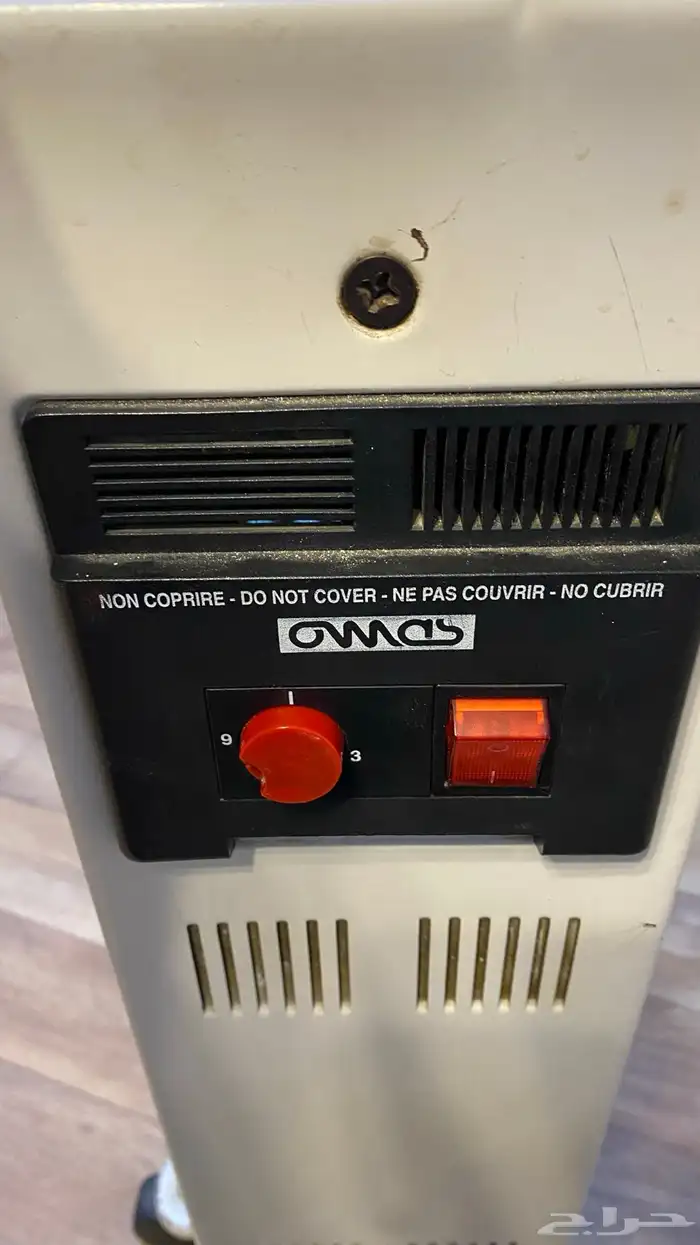 NON COPRIRE - DO NOT COVER - NE PAS COUVRIR - NO CUBRIR
omas
9 3
حراج